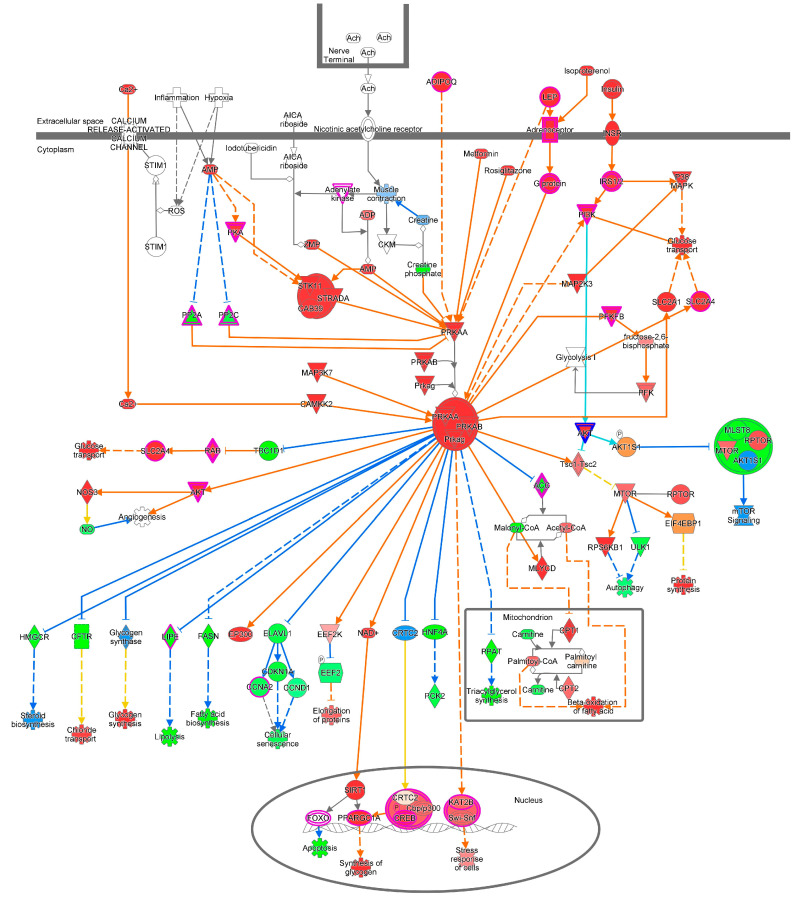 Ach
Ach
Ach
Nerve
Terminal
Ach
Ca2+
Inflammation
Hypoxia
ADIPOQ
Isoproterenol
LEP
Insulin
Extracellular space
CALCIUM
RELEASE-ACTIVATED
CALCIUM
CHANNEL
Cytoplasm
AICA
riboside
Nicotinic acetylcholine receptor
Adrenoceptor
INSR
Iodotubericidin
AICA
riboside
STIM1
AMP
Metformin
Rosiglitazone
G protein
IRS1/2
P38
MAPK
Adenylate
kinase
Muscle
contraction
ROS
ADP
Creatine
PI3K
PKA
CKM
Glucose
transport
STIM1
ZMP
AMP
Creatine
phosphate
MAP2K3
STK11
STRADA
CAB39
SLC2A1
SLC2A4
PP2A
PP2C
PRKAA
PFKFB
fructose-2,6-
bisphosphate
Glycolysis I
PRKAB
MAP3K7
Prkag
PFK
Ca2+
CAMKK2
PRKAA
PRKAB
Prkag
AKT
P
AKT1S1
MLST8
RPTOR
MTOR
AKT1S1
Glucose
transport
SLC2A4
RAB
TBC1D1
Tsc1-Tsc2
NOS3
AKT
ACC
MTOR
RPTOR
NO
Angiogenesis
Malonyl-CoA
Acetyl-CoA
EIF4EBP1
mTOR
Signaling
RPS6KB1
ULK1
MLYCD
Autophagy
Protein
synthesis
HMGCR
CFTR
Glycogen
synthase
LIPE
FASN
EP300
ELAVL1
EEF2K
NAD+
CRTC2
HNF4A
PPAT
Mitochondrion
Carnitine
CPT1
Palmitoyl-CoA
Palmitoyl
carnitine
CDKN1A
P
EEF2
CCNA2
CCND1
PCK2
Triacylglycerol
synthesis
Carnitine
CPT2
Beta-oxidation
of fatty acid
Steroid
biosynthesis
Chloride
transport
Glycogen
synthesis
Lipolysis
Fatty acid
biosynthesis
Cellular
senescence
Elongation
of proteins
SIRT1
CRTC2
P
Cbp/p300
CREB
KAT2B
Swi-Snf
Nucleus
FOXO
PPARGC1A
Apoptosis
Synthesis of
glycogen
Stress
response of
cells